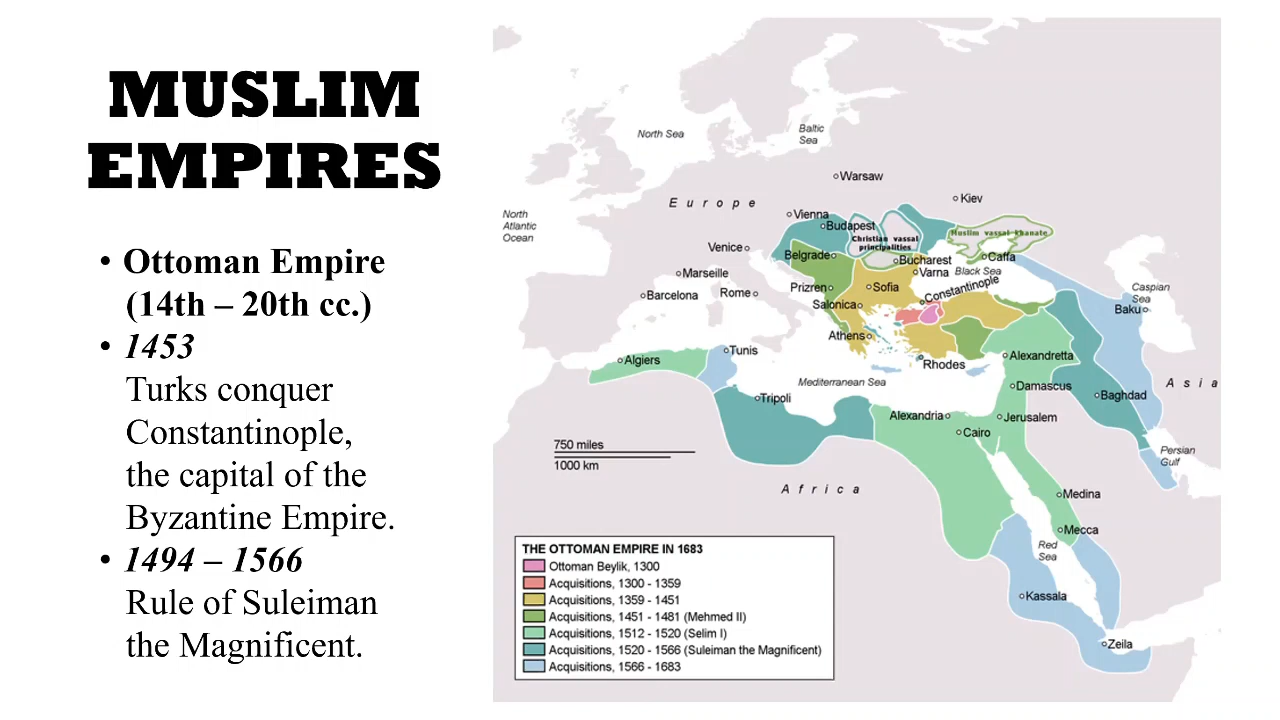 MUSLIM
EMPIRES
• Ottoman Empire
(14th – 20th cc.)
• 1453
Turks conquer
Constantinople,
the capital of the
Byzantine Empire.
• 1494 – 1566
Rule of Suleiman
the Magnificent.
North Sea
Baltic
Sea
Warsaw
Europe
Kiev
North
Atlantic
Ocean
Vienna
Budapest
Christian vassal
principalities
Muslim vassal khanate
Venice
Belgrade
Bucharest
Caffa
Marseille
Varna
Black Sea
Barcelona
Rome
Prizren
Sofia
Constantinople
Caspian
Sea
Salonica
Baku
Athens
Algiers
Tunis
Rhodes
Alexandretta
Mediterranean Sea
Damascus
Asia
Tripoli
Baghdad
Alexandria
Jerusalem
Cairo
750 miles
1000 km
Persian
Gulf
Africa
Medina
Mecca
Red
Sea
Kassala
Zeila
THE OTTOMAN EMPIRE IN 1683
Ottoman Beylik, 1300
Acquisitions, 1300 - 1359
Acquisitions, 1359 - 1451
Acquisitions, 1451 - 1481 (Mehmed II)
Acquisitions, 1512 - 1520 (Selim I)
Acquisitions, 1520 - 1566 (Suleiman the Magnificent)
Acquisitions, 1566 - 1683